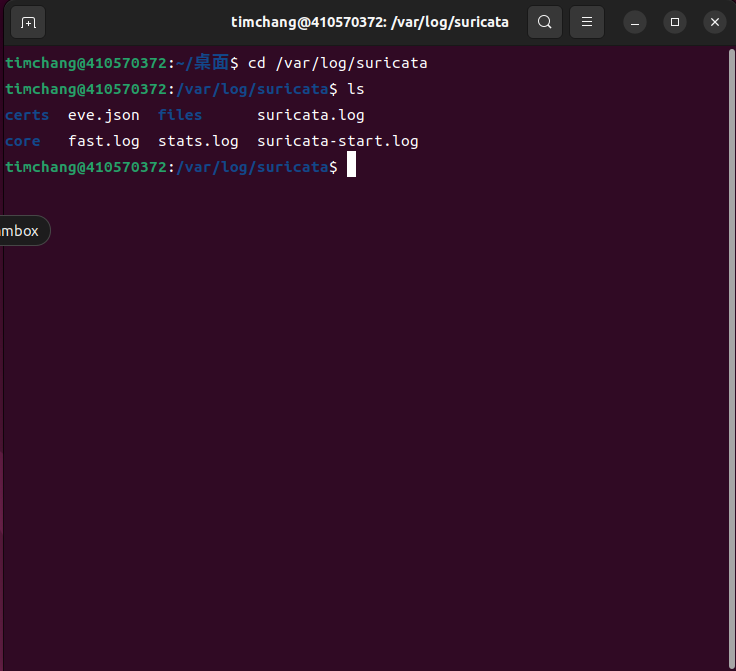 timchang@410570372: /var/log/suricata
timchang@410570372:~/桌面$ cd /var/log/suricata
timchang@410570372:/var/log/suricata$ ls
certs eve.json files suricata.log
core fast.log stats.log suricata-start.log
timchang@410570372:/var/log/suricata$
mbox